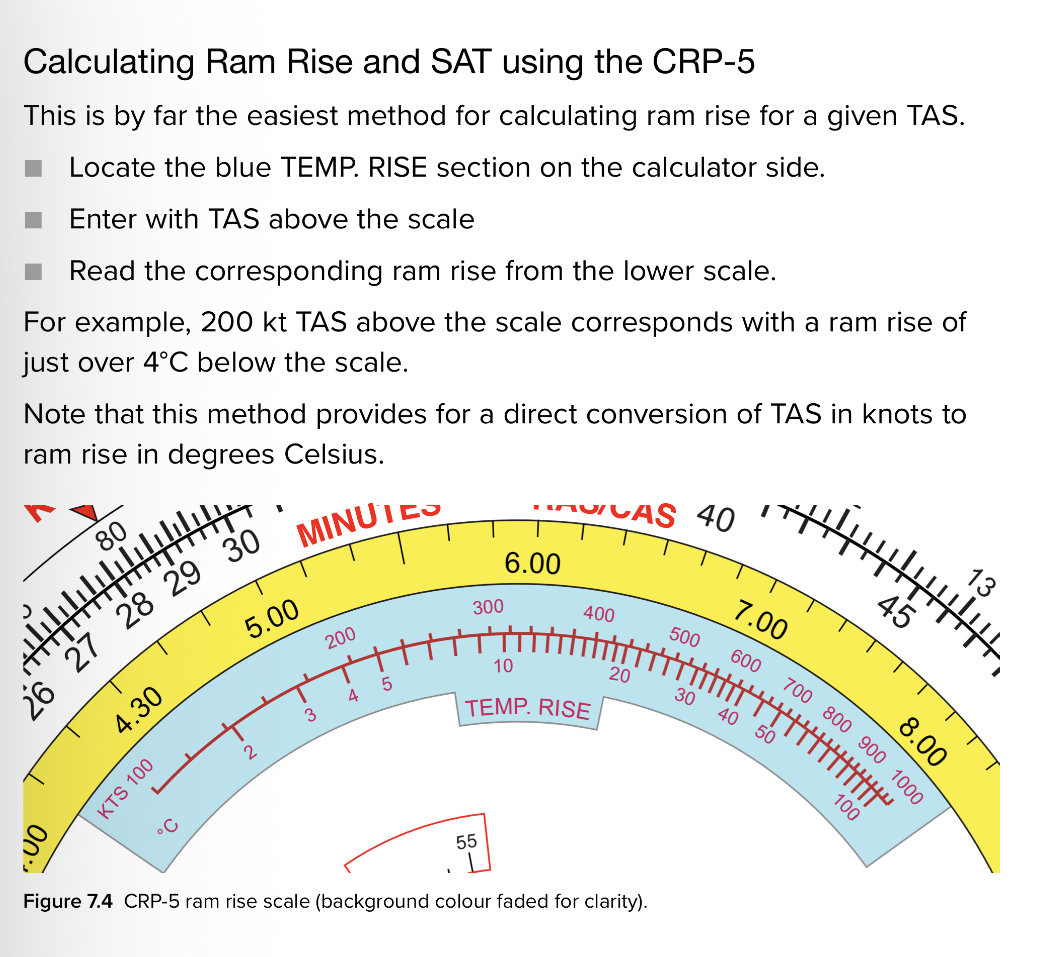 Calculating Ram Rise and SAT using the CRP-5
This is by far the easiest method for calculating ram rise for a given TAS.
Locate the blue TEMP. RISE section on the calculator side.
Enter with TAS above the scale
Read the corresponding ram rise from the lower scale.
For example, 200 kt TAS above the scale corresponds with a ram rise of
just over 4°C below the scale.
Note that this method provides for a direct conversion of TAS in knots to
ram rise in degrees Celsius.
MINUTES RAS/CAS 40
80 30 29 28 27 26
13 45
4.30 5.00 6.00 7.00 8.00
KTS 100 200 300 400 500 600 700 800 900 1000
°C 2 3 4 5 10 20 30 40 50 100
TEMP. RISE
55
Figure 7.4 CRP-5 ram rise scale (background colour faded for clarity).